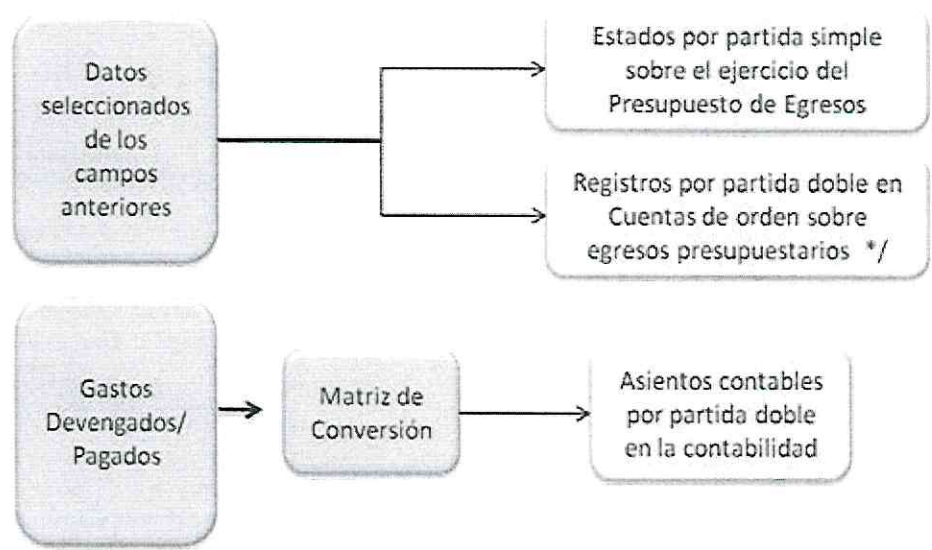 Datos
seleccionados
de los
campos
anteriores
Estados por partida simple
sobre el ejercicio del
Presupuesto de Egresos
Registros por partida doble en
Cuentas de orden sobre
egresos presupuestarios */
Gastos
Devengados/
Pagados
Matriz de
Conversión
Asientos contables
por partida doble
en la contabilidad